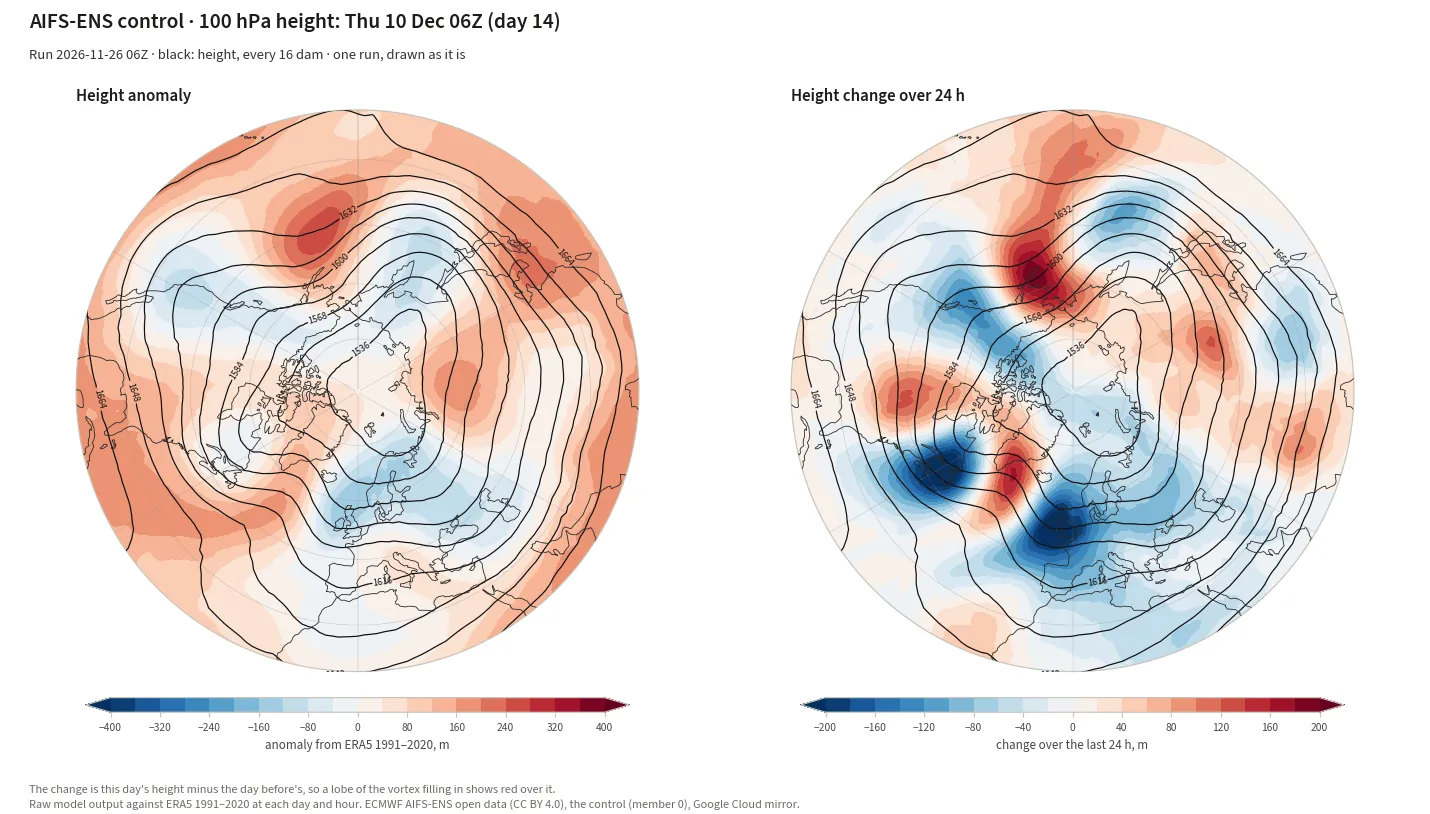 AIFS-ENS control · 100 hPa height: Thu 10 Dec 06Z (day 14)
Run 2026-11-26 06Z · black: height, every 16 dam · one run, drawn as it is
Height anomaly
Height change over 24 h
1632
1600
1568
1536
1584
1648
1664
1664
1616
1632
1600
1568
1536
1584
1648
1664
1664
1616
−400 −320 −240 −160 −80 0 80 160 240 320 400
anomaly from ERA5 1991–2020, m
−200 −160 −120 −80 −40 0 40 80 120 160 200
change over the last 24 h, m
The change is this day's height minus the day before's, so a lobe of the vortex filling in shows red over it.
Raw model output against ERA5 1991–2020 at each day and hour. ECMWF AIFS-ENS open data (CC BY 4.0), the control (member 0), Google Cloud mirror.